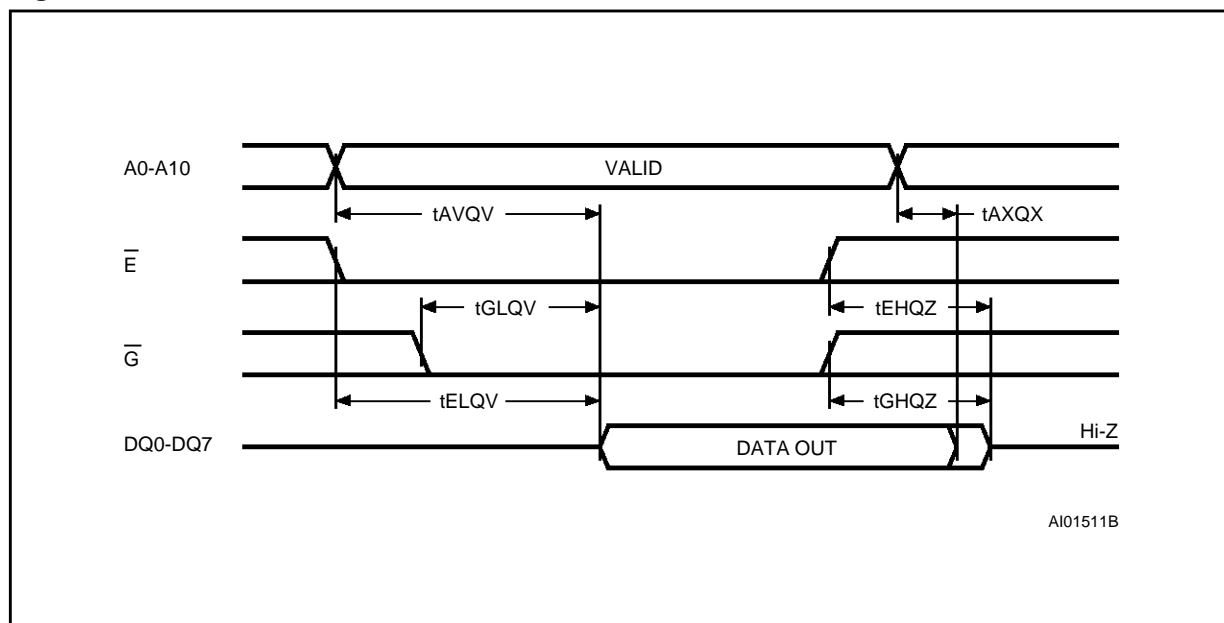 A0-A10
VALID
tAVQV
tAXQX
E
tGLQV
tEHQZ
G
tELQV
tGHQZ
DQ0-DQ7
DATA OUT
Hi-Z
AI01511B